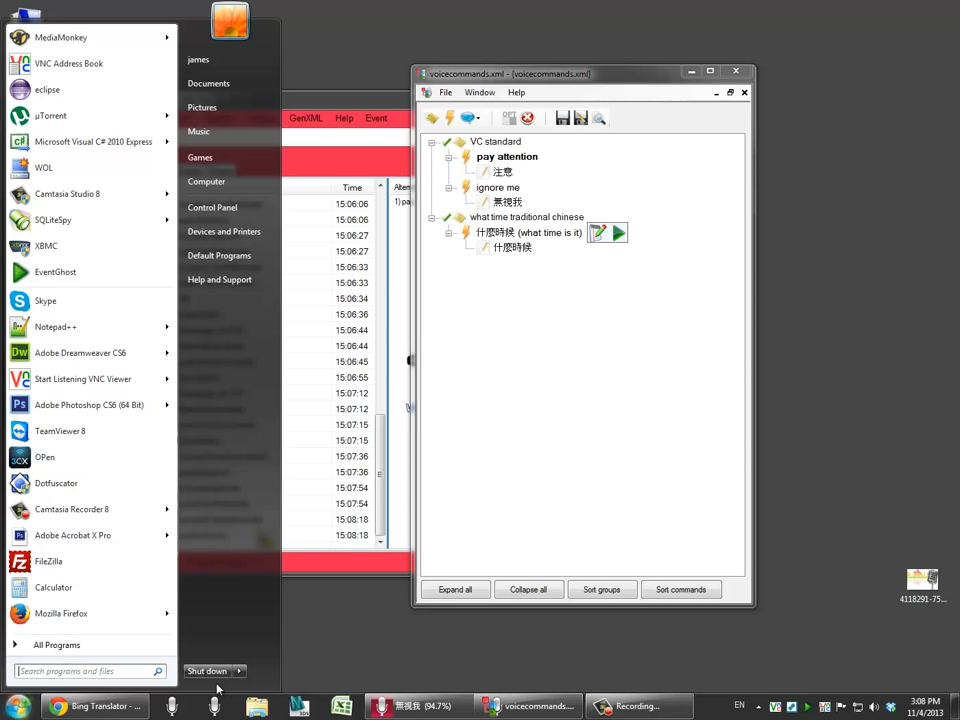 MediaMonkey
VNC Address Book
eclipse
µTorrent
Microsoft Visual C# 2010 Express
WOL
Camtasia Studio 8
SQLiteSpy
XBMC
EventGhost
Skype
Notepad++
Adobe Dreamweaver CS6
Start Listening VNC Viewer
Adobe Photoshop CS6 (64 Bit)
TeamViewer 8
OPen
Dotfuscator
Camtasia Recorder 8
Adobe Acrobat X Pro
FileZilla
Calculator
Mozilla Firefox
All Programs
Search programs and files
james
Documents
Pictures
Music
Games
Computer
Control Panel
Devices and Printers
Default Programs
Help and Support
Shut down
GenXML Help Event
Time
15:06:06
15:06:06
15:06:27
15:06:27
15:06:33
15:06:33
15:06:34
15:06:36
15:06:44
15:06:44
15:06:45
15:06:55
15:07:12
15:07:12
15:07:15
15:07:15
15:07:36
15:07:36
15:07:54
15:07:54
15:08:18
15:08:18
voicecommands.xml - [voicecommands.xml]
File Window Help
VC standard
pay attention
注意
ignore me
無視我
what time traditional chinese
什麼時候 (what time is it)
什麼時候
Expand all Collapse all Sort groups Sort commands
4118291-75...
Bing Translator - ...
無視我 (94.7%)
voicecommands....
Recording...
EN
3:08 PM
11/4/2013